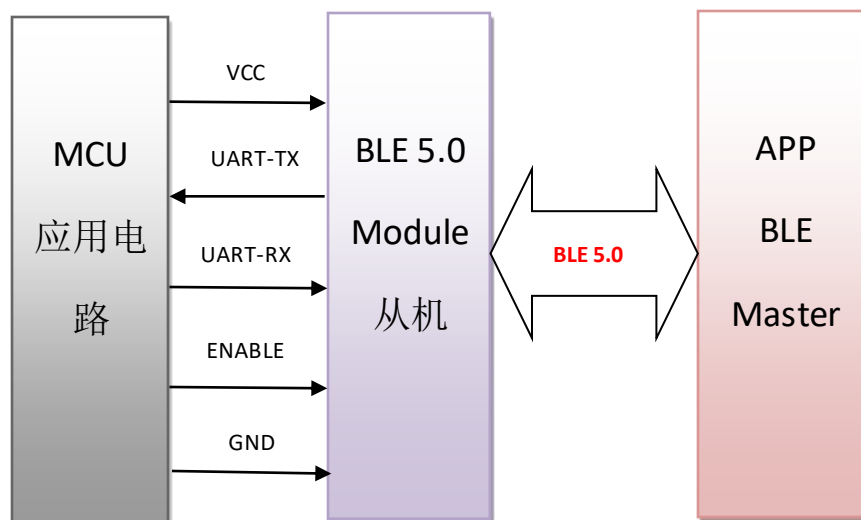 MCU
应用电
路
VCC
UART-TX
UART-RX
ENABLE
GND
BLE 5.0
Module
从机
BLE 5.0
APP
BLE
Master